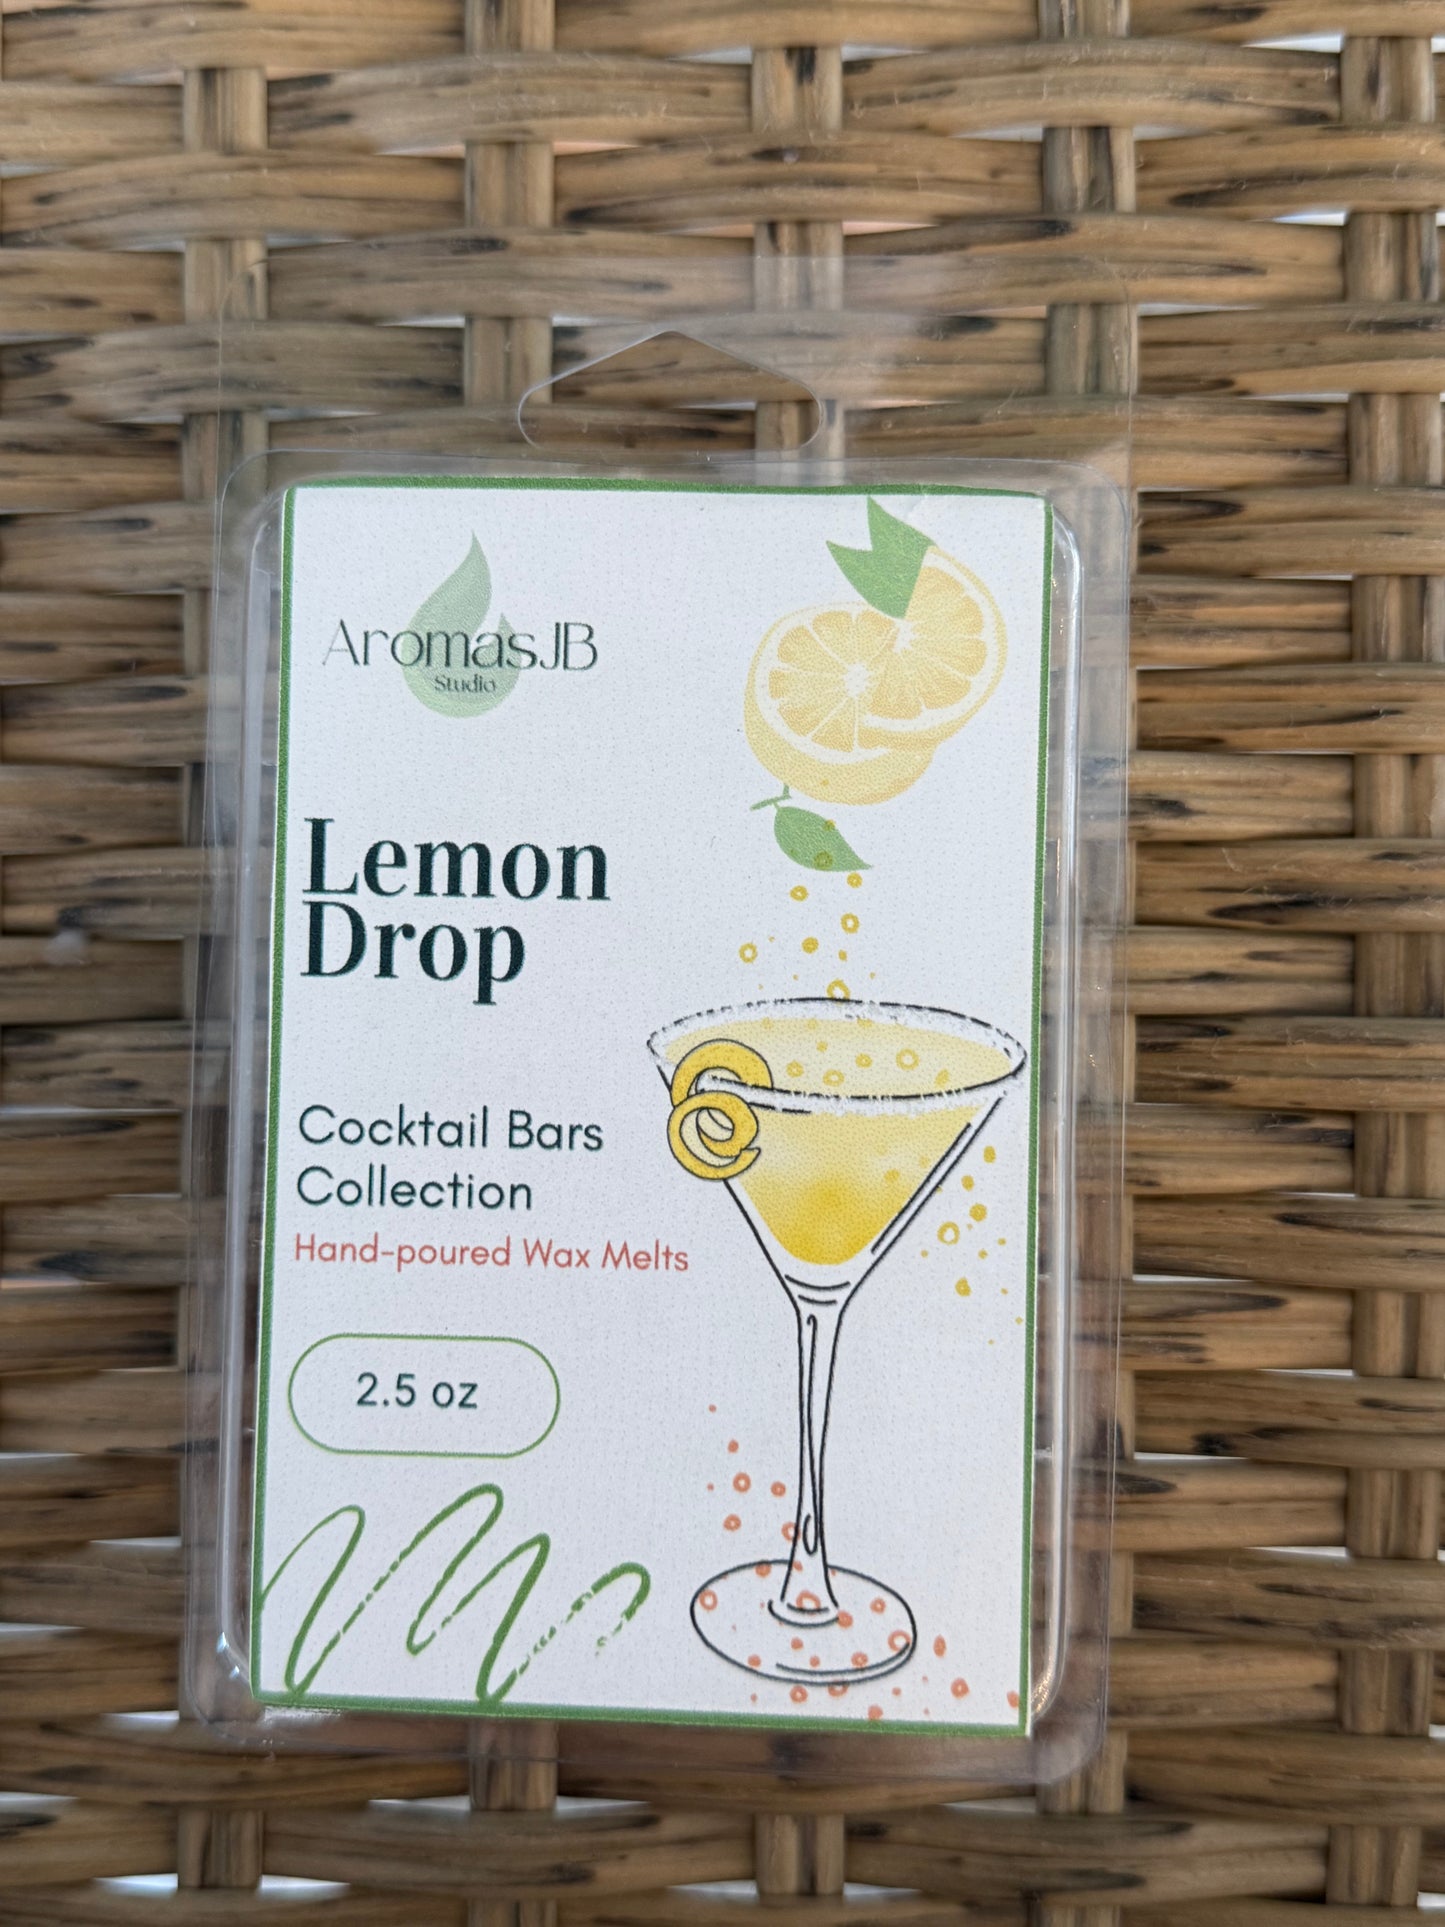 AromasJB
Studio
Lemon
Drop
Cocktail Bars
Collection
Hand-poured Wax Melts
2.5 oz